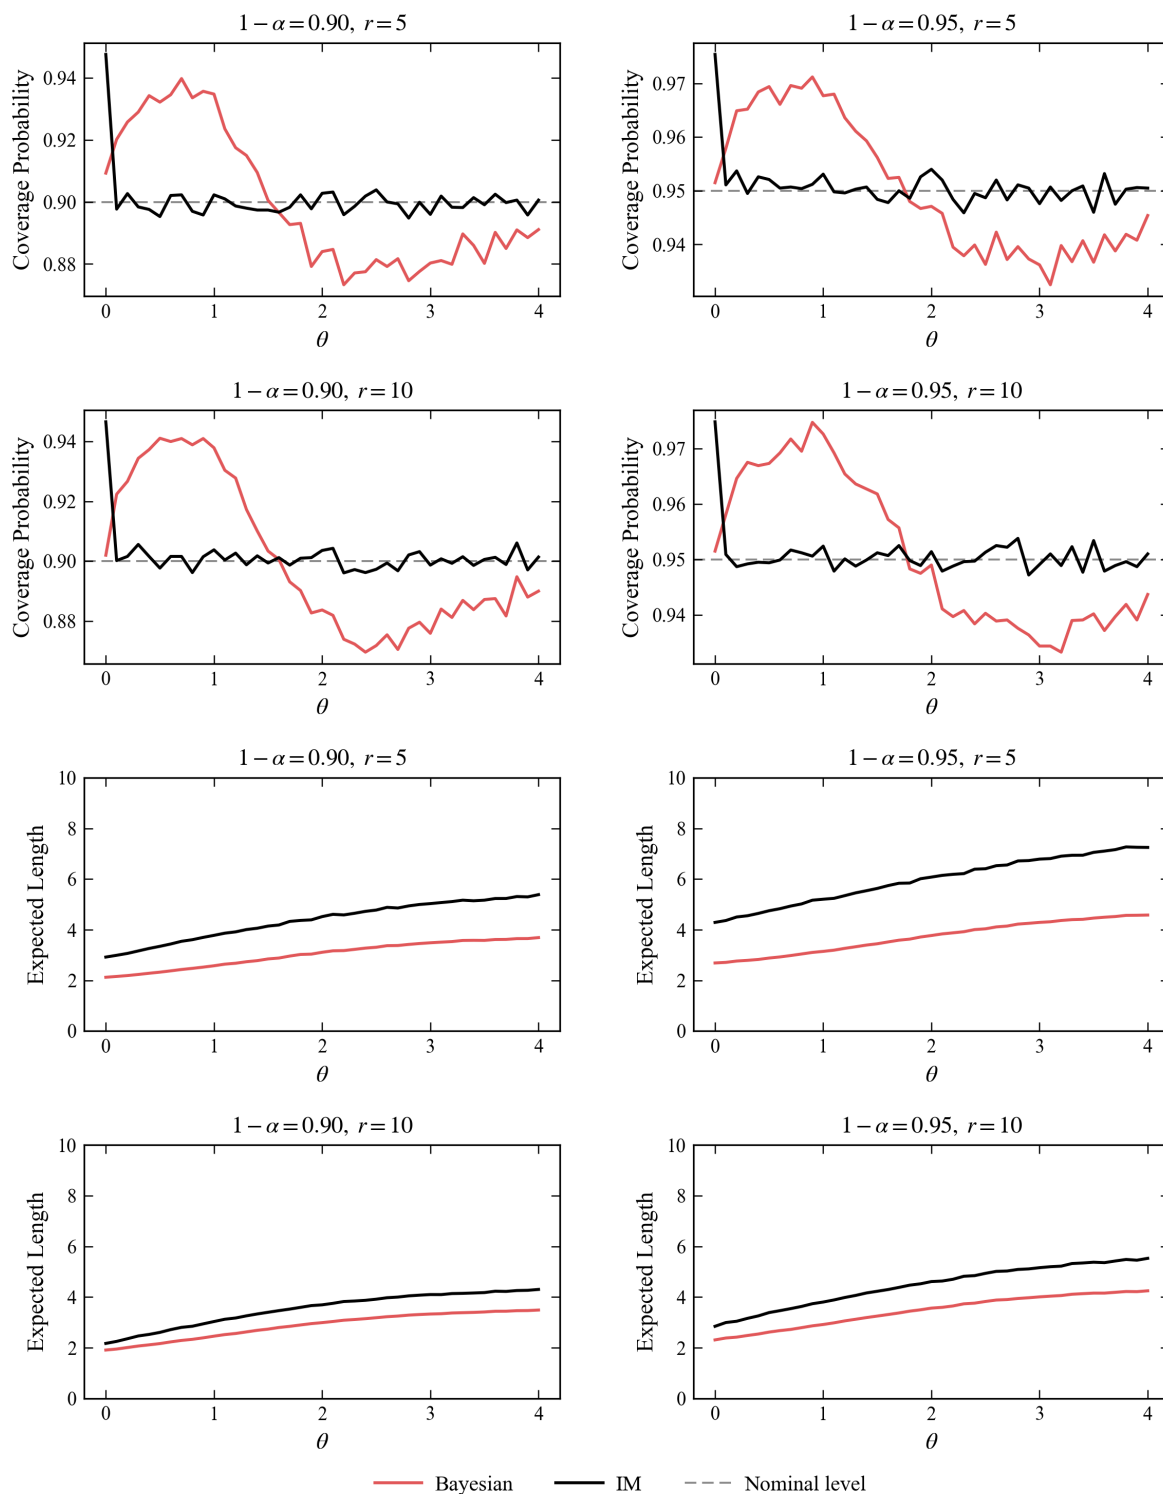 1 − α = 0.90, r = 5
1 − α = 0.95, r = 5
Coverage Probability
0.94
0.92
0.90
0.88
0 1 2 3 4
θ
Coverage Probability
0.97
0.96
0.95
0.94
0 1 2 3 4
θ
1 − α = 0.90, r = 10
1 − α = 0.95, r = 10
Coverage Probability
0.94
0.92
0.90
0.88
0 1 2 3 4
θ
Coverage Probability
0.97
0.96
0.95
0.94
0 1 2 3 4
θ
1 − α = 0.90, r = 5
1 − α = 0.95, r = 5
Expected Length
10
8
6
4
2
0
0 1 2 3 4
θ
Expected Length
10
8
6
4
2
0
0 1 2 3 4
θ
1 − α = 0.90, r = 10
1 − α = 0.95, r = 10
Expected Length
10
8
6
4
2
0
0 1 2 3 4
θ
Expected Length
10
8
6
4
2
0
0 1 2 3 4
θ
Bayesian IM Nominal level